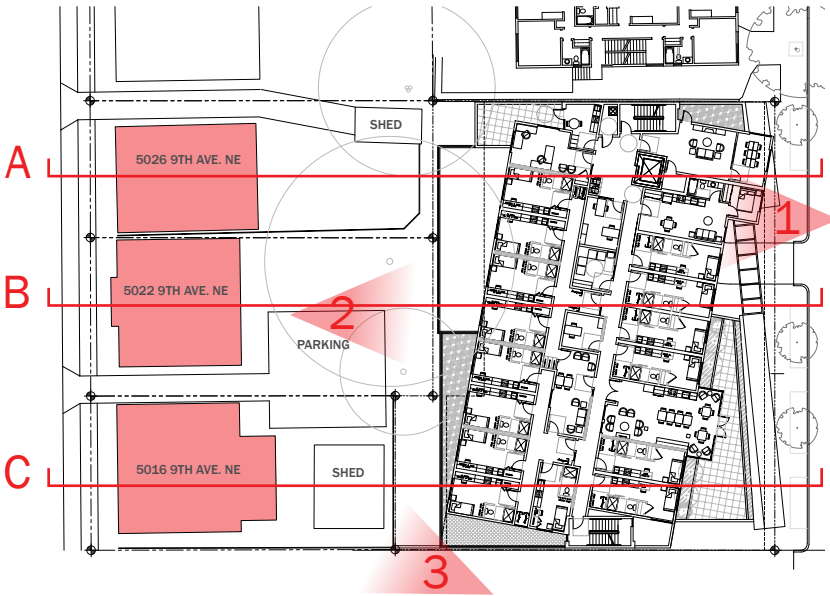 SHED
A
5026 9TH AVE. NE
1
B
5022 9TH AVE. NE
2
PARKING
C
5016 9TH AVE. NE
SHED
3